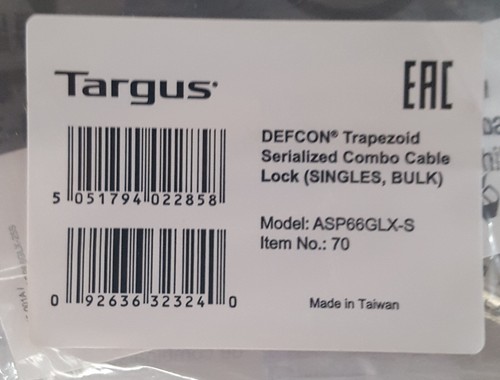 Targus
EAC
DEFCON® Trapezoid
Serialized Combo Cable
Lock (SINGLES, BULK)
5 051794 022858
Model: ASP66GLX-S
Item No.: 70
0 92636 32324 0
Made in Taiwan